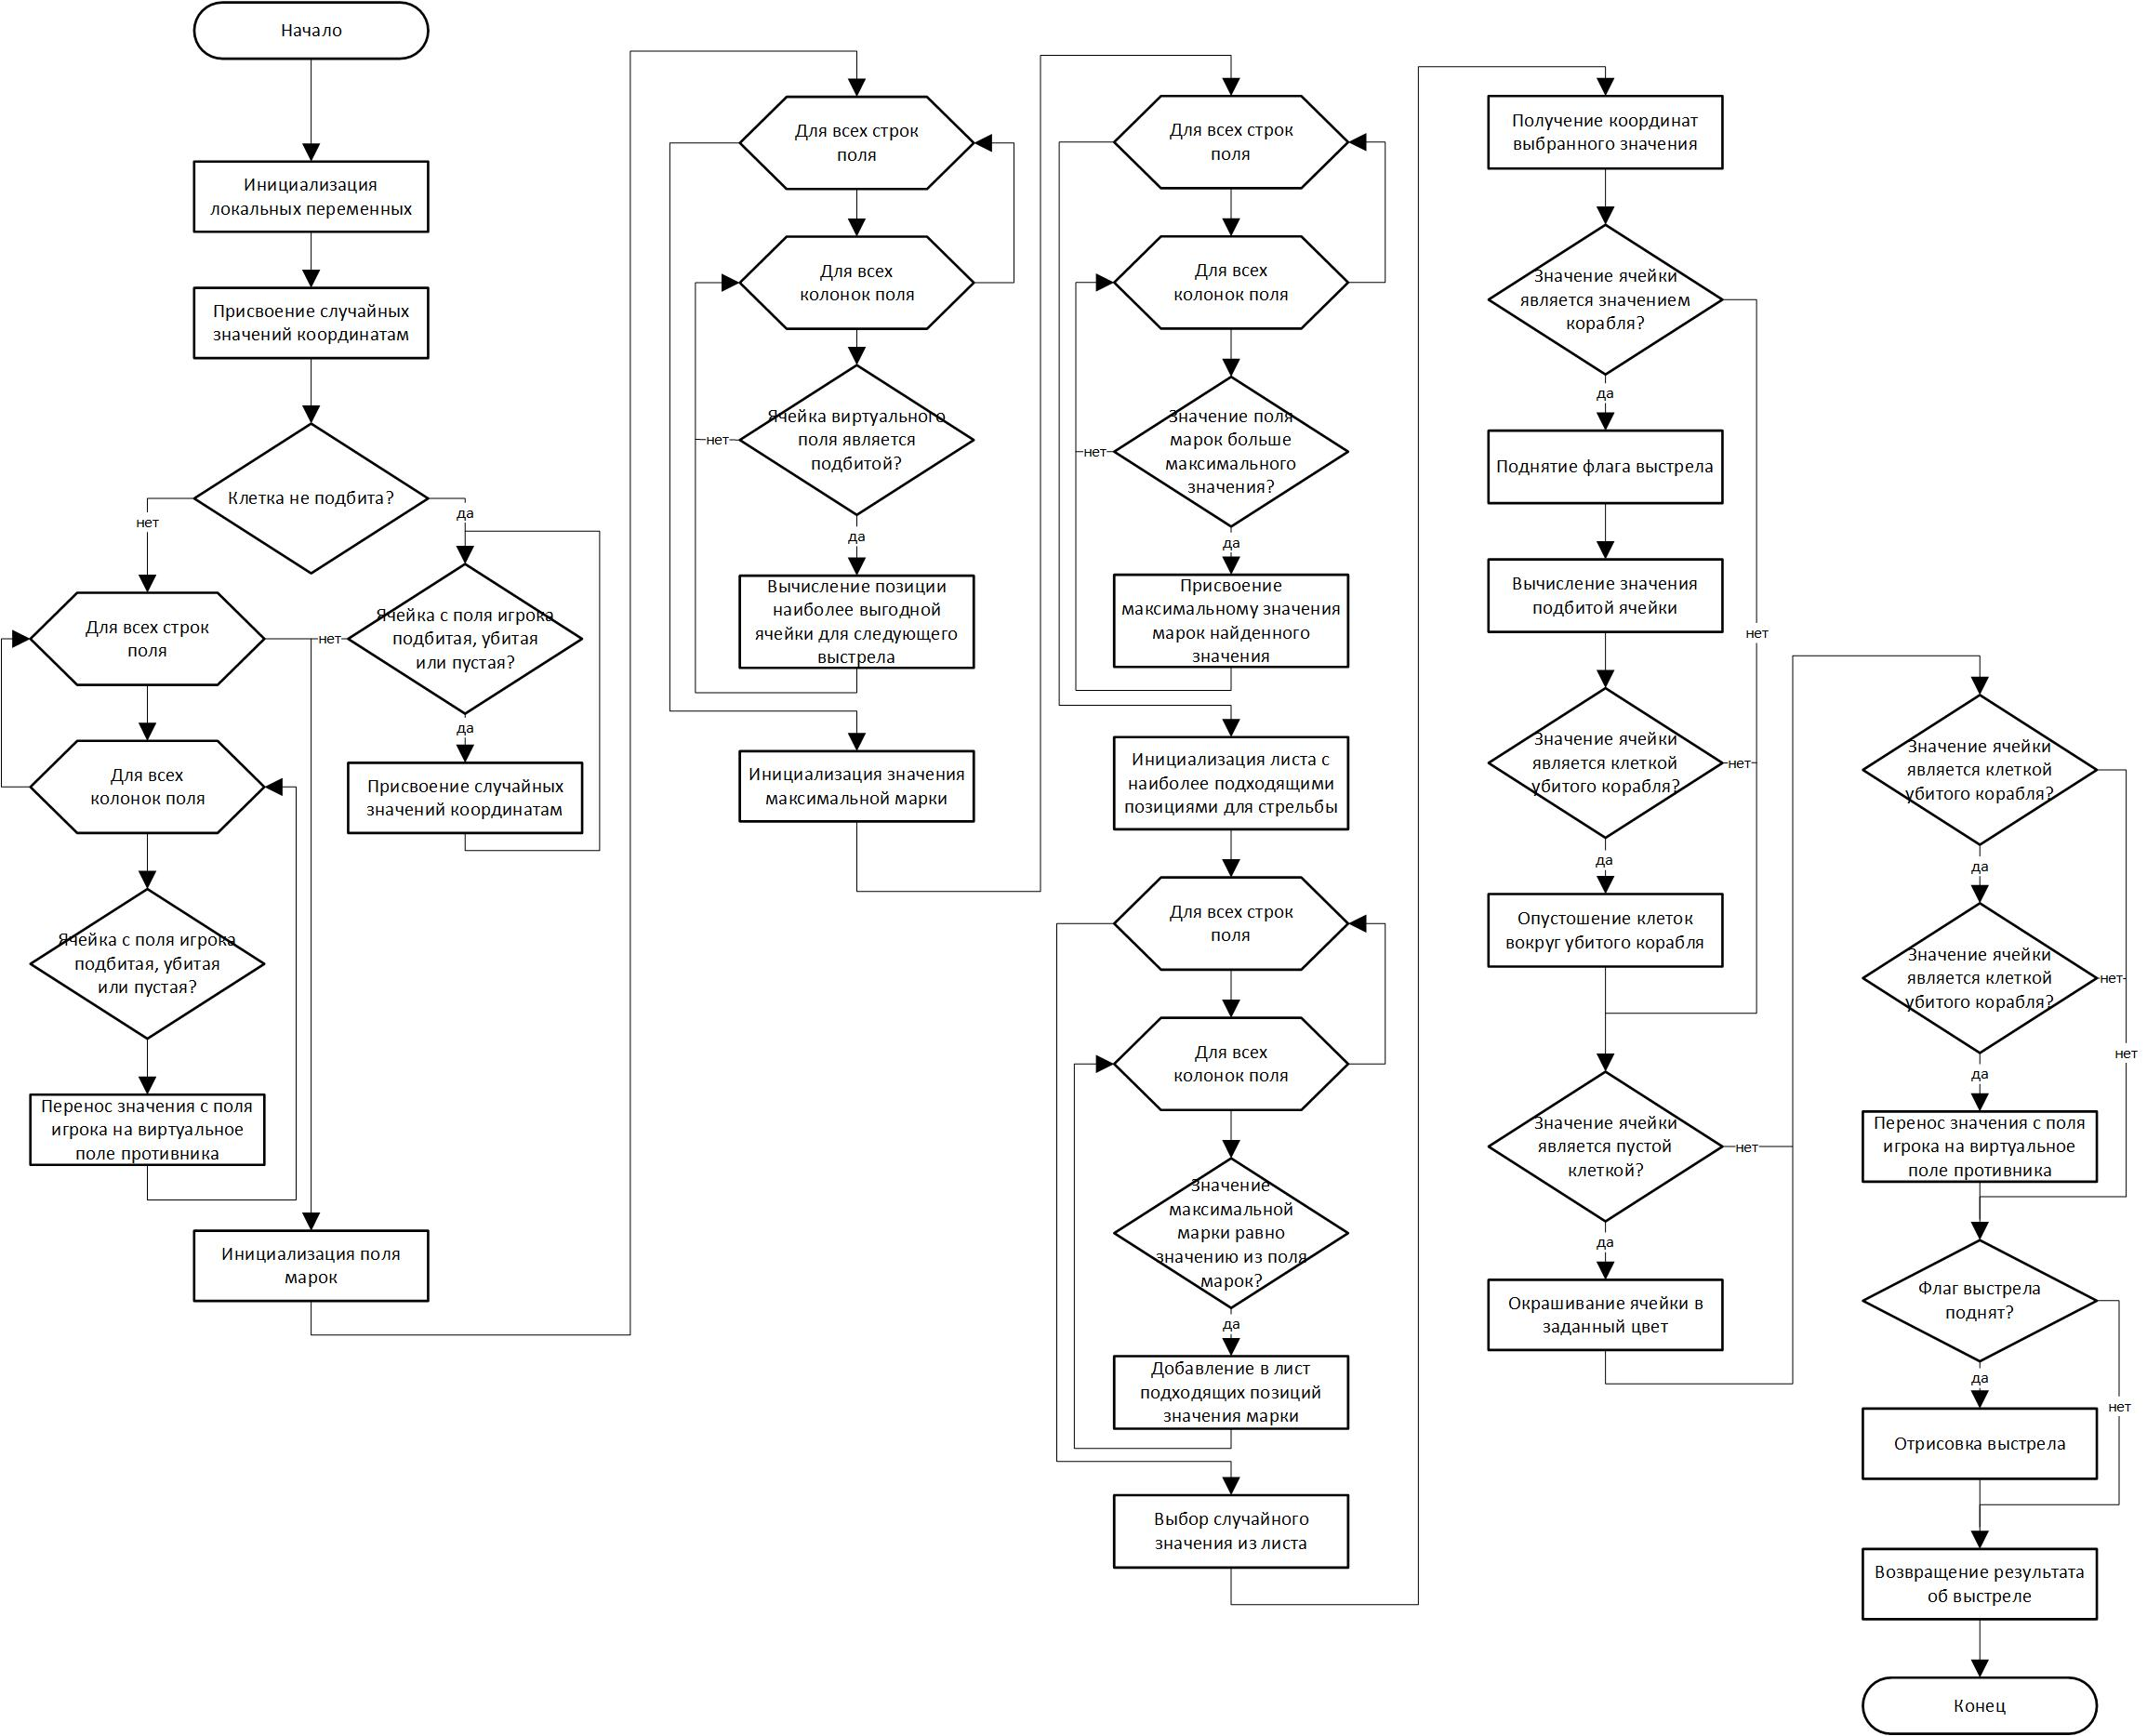 Начало
Инициализация
локальных переменных
Присвоение случайных
значений координатам
Клетка не подбита?
нет
да
Для всех строк
поля
нет
Ячейка с поля игрока
подбитая, убитая
или пустая?
да
Для всех
колонок поля
Присвоение случайных
значений координатам
Ячейка с поля игрока
подбитая, убитая
или пустая?
Перенос значения с поля
игрока на виртуальное
поле противника
Инициализация поля
марок
Для всех строк
поля
Для всех
колонок поля
Ячейка виртуального
поля является
подбитой?
нет
да
Вычисление позиции
наиболее выгодной
ячейки для следующего
выстрела
Инициализация значения
максимальной марки
Для всех строк
поля
Для всех
колонок поля
Значение поля
марок больше
максимального
значения?
нет
да
Присвоение
максимальному значения
марок найденного
значения
Инициализация листа с
наиболее подходящими
позициями для стрельбы
Для всех строк
поля
Для всех
колонок поля
Значение
максимальной
марки равно
значению из поля
марок?
да
Добавление в лист
подходящих позиций
значения марки
Выбор случайного
значения из листа
Получение координат
выбранного значения
Значение ячейки
является значением
корабля?
да
Поднятие флага выстрела
Вычисление значения
подбитой ячейки
нет
Значение ячейки
является клеткой
убитого корабля?
нет
да
Опустошение клеток
вокруг убитого корабля
Значение ячейки
является пустой
клеткой?
нет
да
Окрашивание ячейки в
заданный цвет
Значение ячейки
является клеткой
убитого корабля?
да
Значение ячейки
является клеткой
убитого корабля?
нет
нет
да
Перенос значения с поля
игрока на виртуальное
поле противника
Флаг выстрела
поднят?
да
нет
Отрисовка выстрела
Возвращение результата
об выстреле
Конец